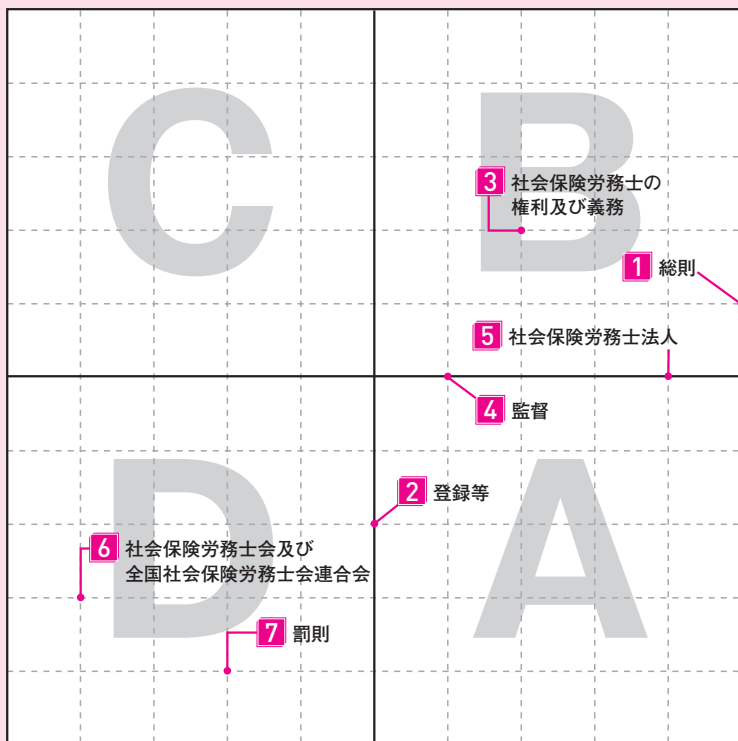 C
B
3 社会保険労務士の
権利及び義務
1 総則
5 社会保険労務士法人
4 監督
2 登録等
6 社会保険労務士会及び
全国社会保険労務士会連合会
7 罰則
D
A